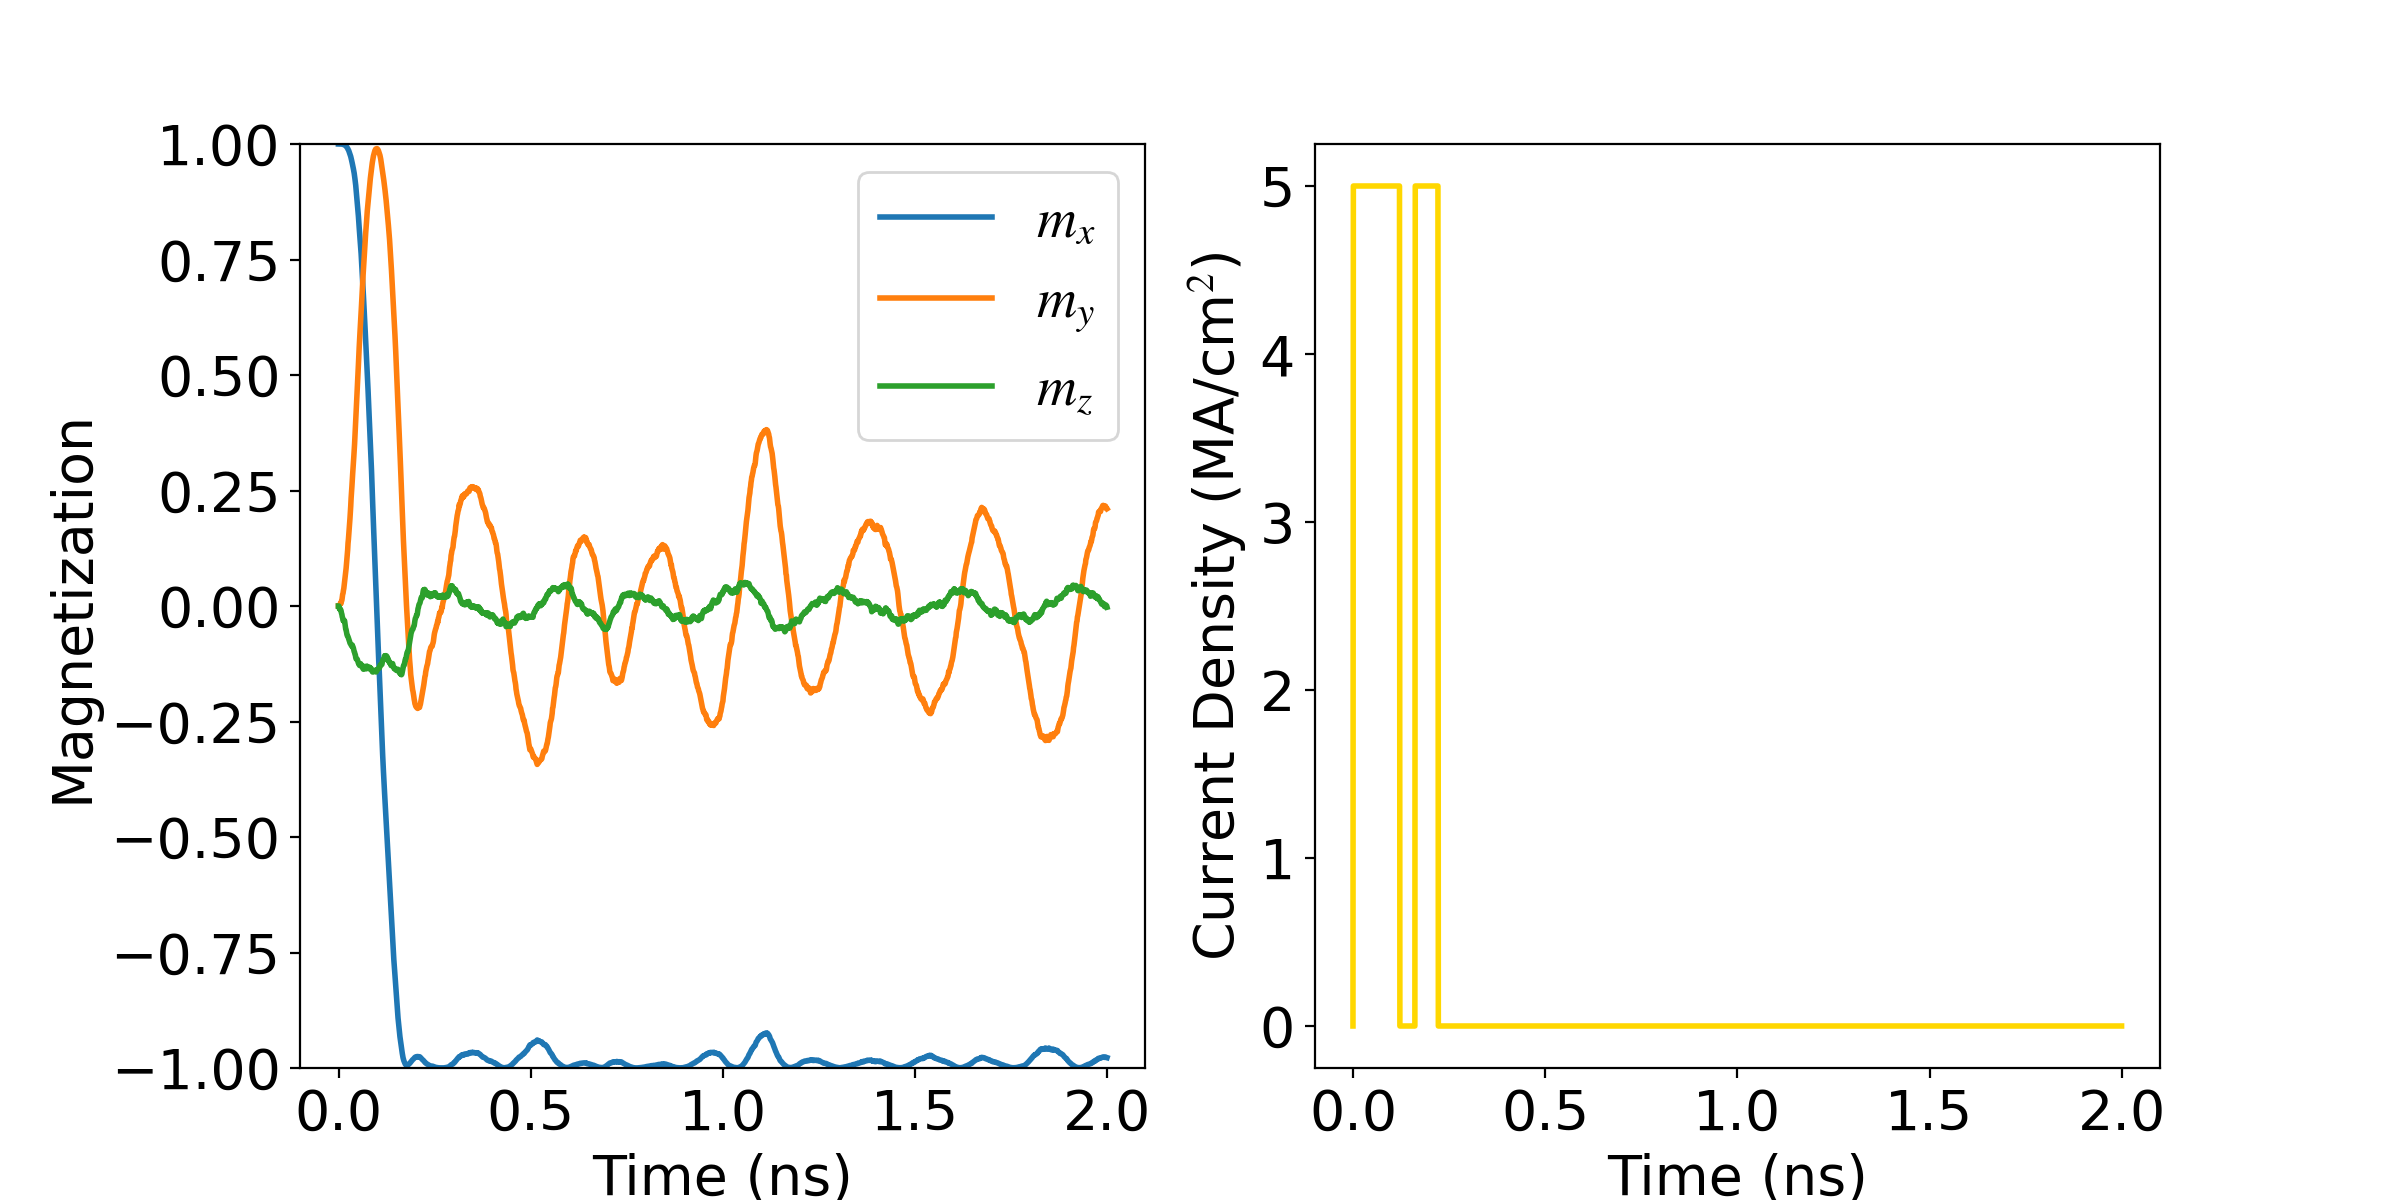 Magnetization
1.00
0.75
0.50
0.25
0.00
−0.25
−0.50
−0.75
−1.00
0.0 0.5 1.0 1.5 2.0
Time (ns)
m_x
m_y
m_z
Current Density (MA/cm²)
5
4
3
2
1
0
0.0 0.5 1.0 1.5 2.0
Time (ns)